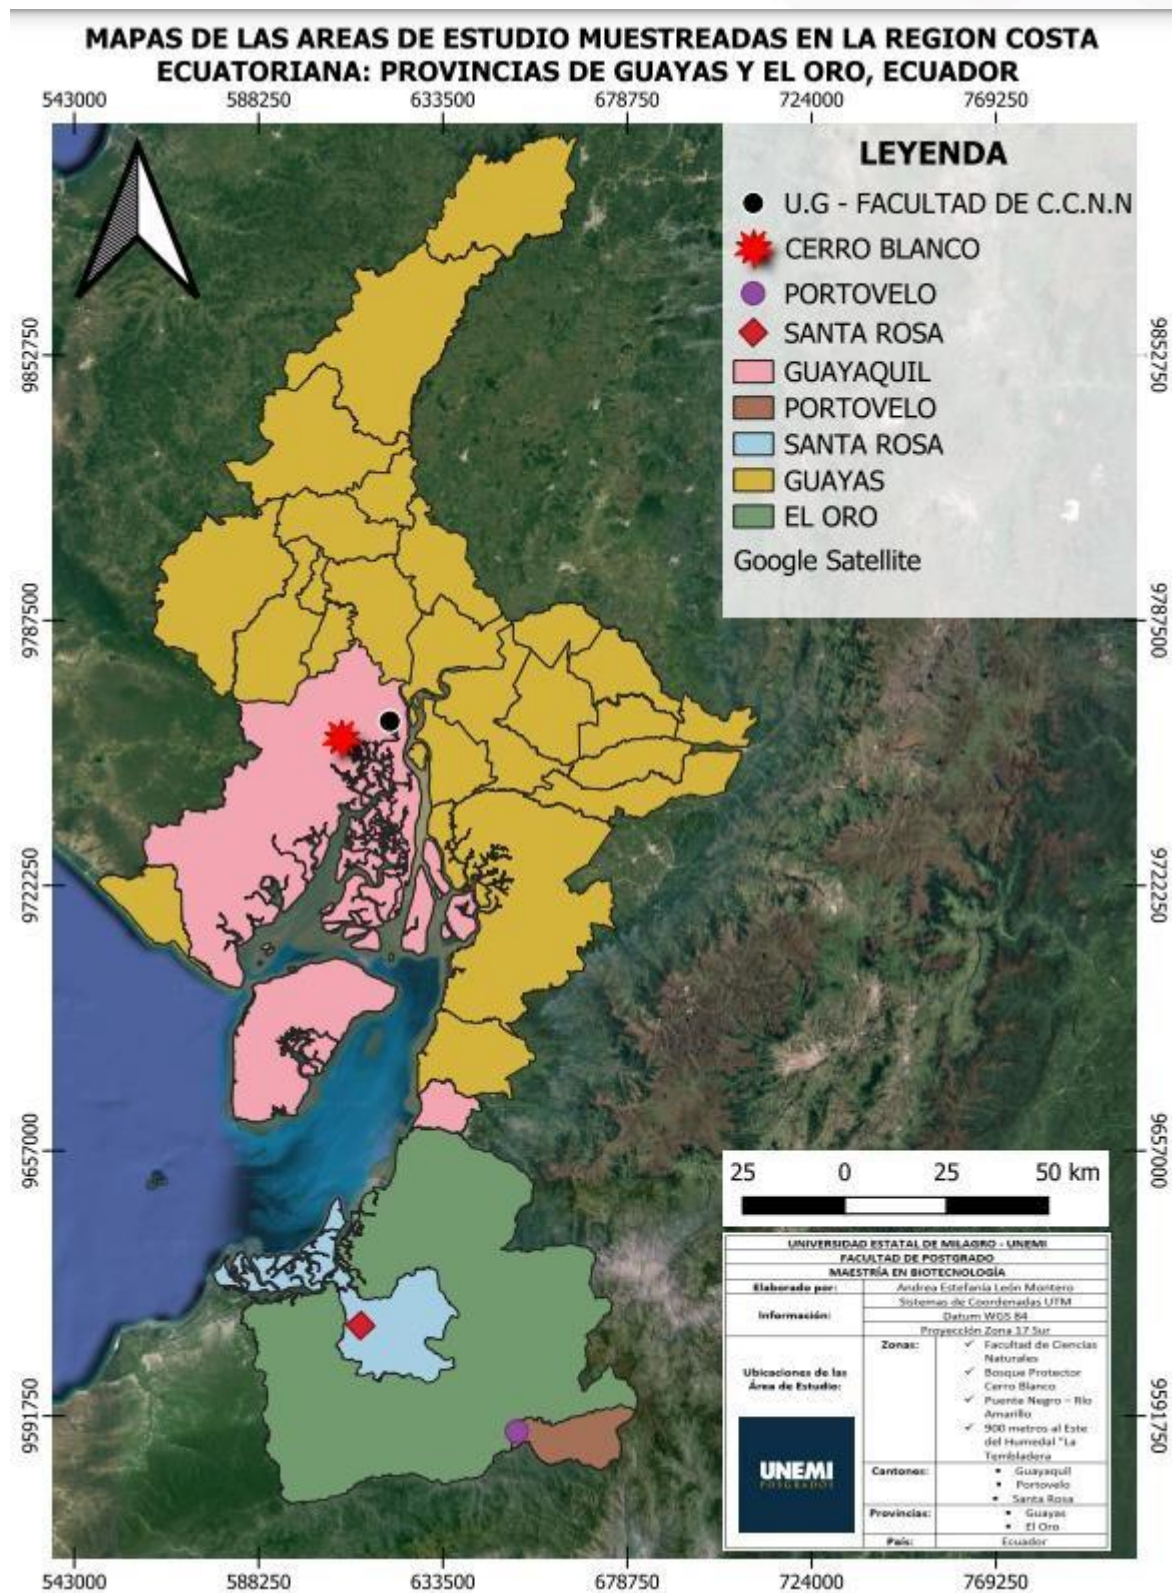 MAPAS DE LAS AREAS DE ESTUDIO MUESTREADAS EN LA REGION COSTA
ECUATORIANA: PROVINCIAS DE GUAYAS Y EL ORO, ECUADOR
543000 588250 633500 678750 724000 769250
LEYENDA
U.G - FACULTAD DE C.C.N.N
CERRO BLANCO
PORTOVELO
SANTA ROSA
GUAYAQUIL
PORTOVELO
SANTA ROSA
GUAYAS
EL ORO
Google Satellite
9852750 9852750
9787500 9787500
9722250 9722250
9657000 9657000
9591750 9591750
25 0 25 50 km
UNIVERSIDAD ESTATAL DE MILAGRO - UNEMI
FACULTAD DE POSTGRADO
MAESTRÍA EN BIOTECNOLOGÍA
Elaborado por: Andrea Estefanía León Montero
Información:
Sistemas de Coordenadas UTM
Datum WGS 84
Proyección Zona 17 Sur
Ubicaciones de las
Área de Estudio:
Zonas:
✓ Facultad de Ciencias
Naturales
✓ Bosque Protector
Cerro Blanco
✓ Puente Negro – Río
Amarillo
✓ 900 metros al Este
del Humedal "La
Tembladera
UNEMI
POSGRADOS
Cantones:
• Guayaquil
• Portovelo
• Santa Rosa
Provincias:
• Guayas
• El Oro
País: Ecuador
543000 588250 633500 678750 724000 769250